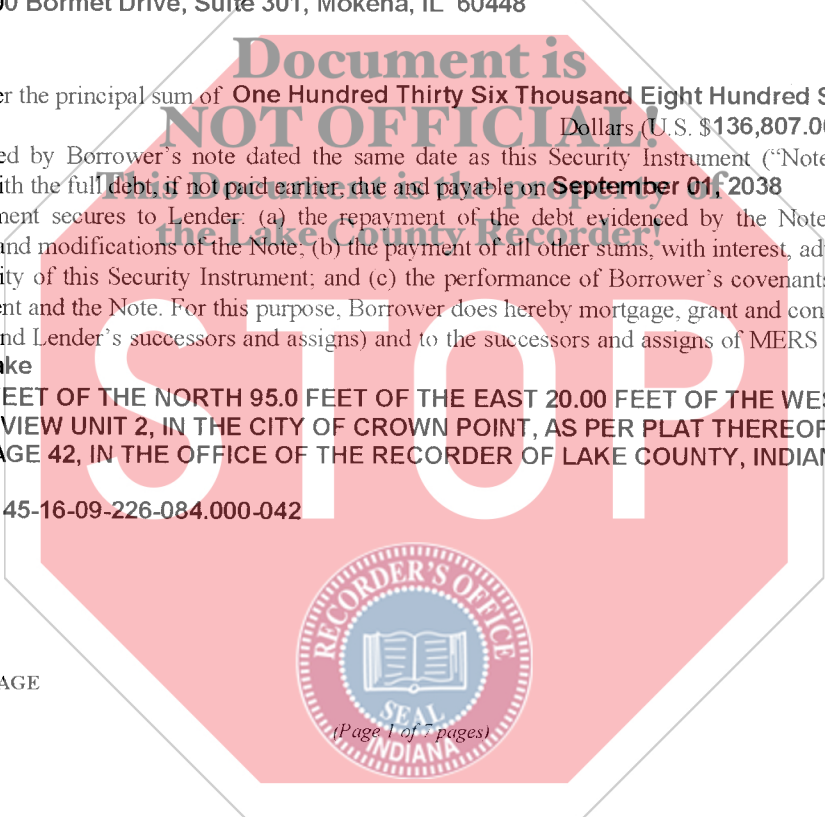 0 Bormet Drive, Suite 301, Mokena, IL 60448
Document is
er the principal sum of One Hundred Thirty Six Thousand Eight Hundred S
NOT OFFICIAL!
Dollars (U.S. $136,807.0
ed by Borrower's note dated the same date as this Security Instrument ("Note
This Document is the property of
ith the full debt, if not paid earlier, due and payable on September 01, 2038
ment secures to Lender: (a) the repayment of the debt evidenced by the Note
the Lake County Recorder!
and modifications of the Note; (b) the payment of all other sums, with interest, ad
ity of this Security Instrument; and (c) the performance of Borrower's covenants
ent and the Note. For this purpose, Borrower does hereby mortgage, grant and con
nd Lender's successors and assigns) and to the successors and assigns of MERS
ake
EET OF THE NORTH 95.0 FEET OF THE EAST 20.00 FEET OF THE WES
VIEW UNIT 2, IN THE CITY OF CROWN POINT, AS PER PLAT THEREOF
AGE 42, IN THE OFFICE OF THE RECORDER OF LAKE COUNTY, INDIAN
STOP
45-16-09-226-084.000-042
RECORDER'S OFFICE
AGE
SEAL
(Page 1 of 7 pages)
INDIANA